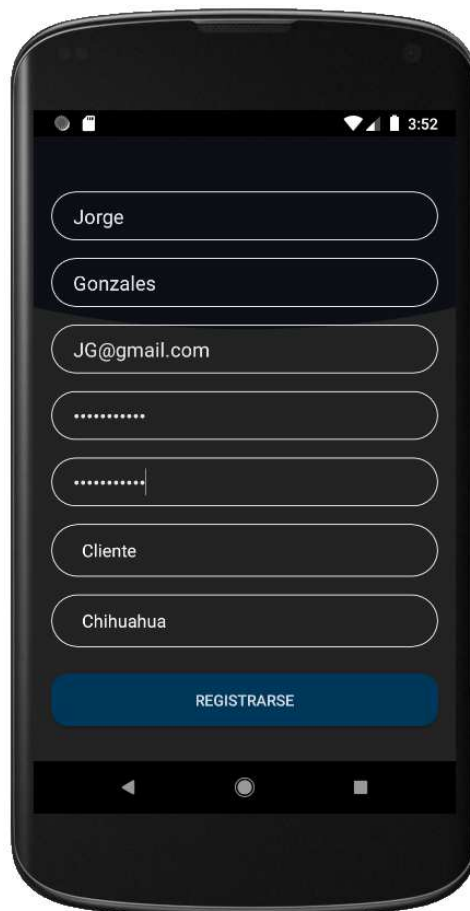 3:52
Jorge
Gonzales
JG@gmail.com
•••••••••••
•••••••••••
Cliente
Chihuahua
REGISTRARSE